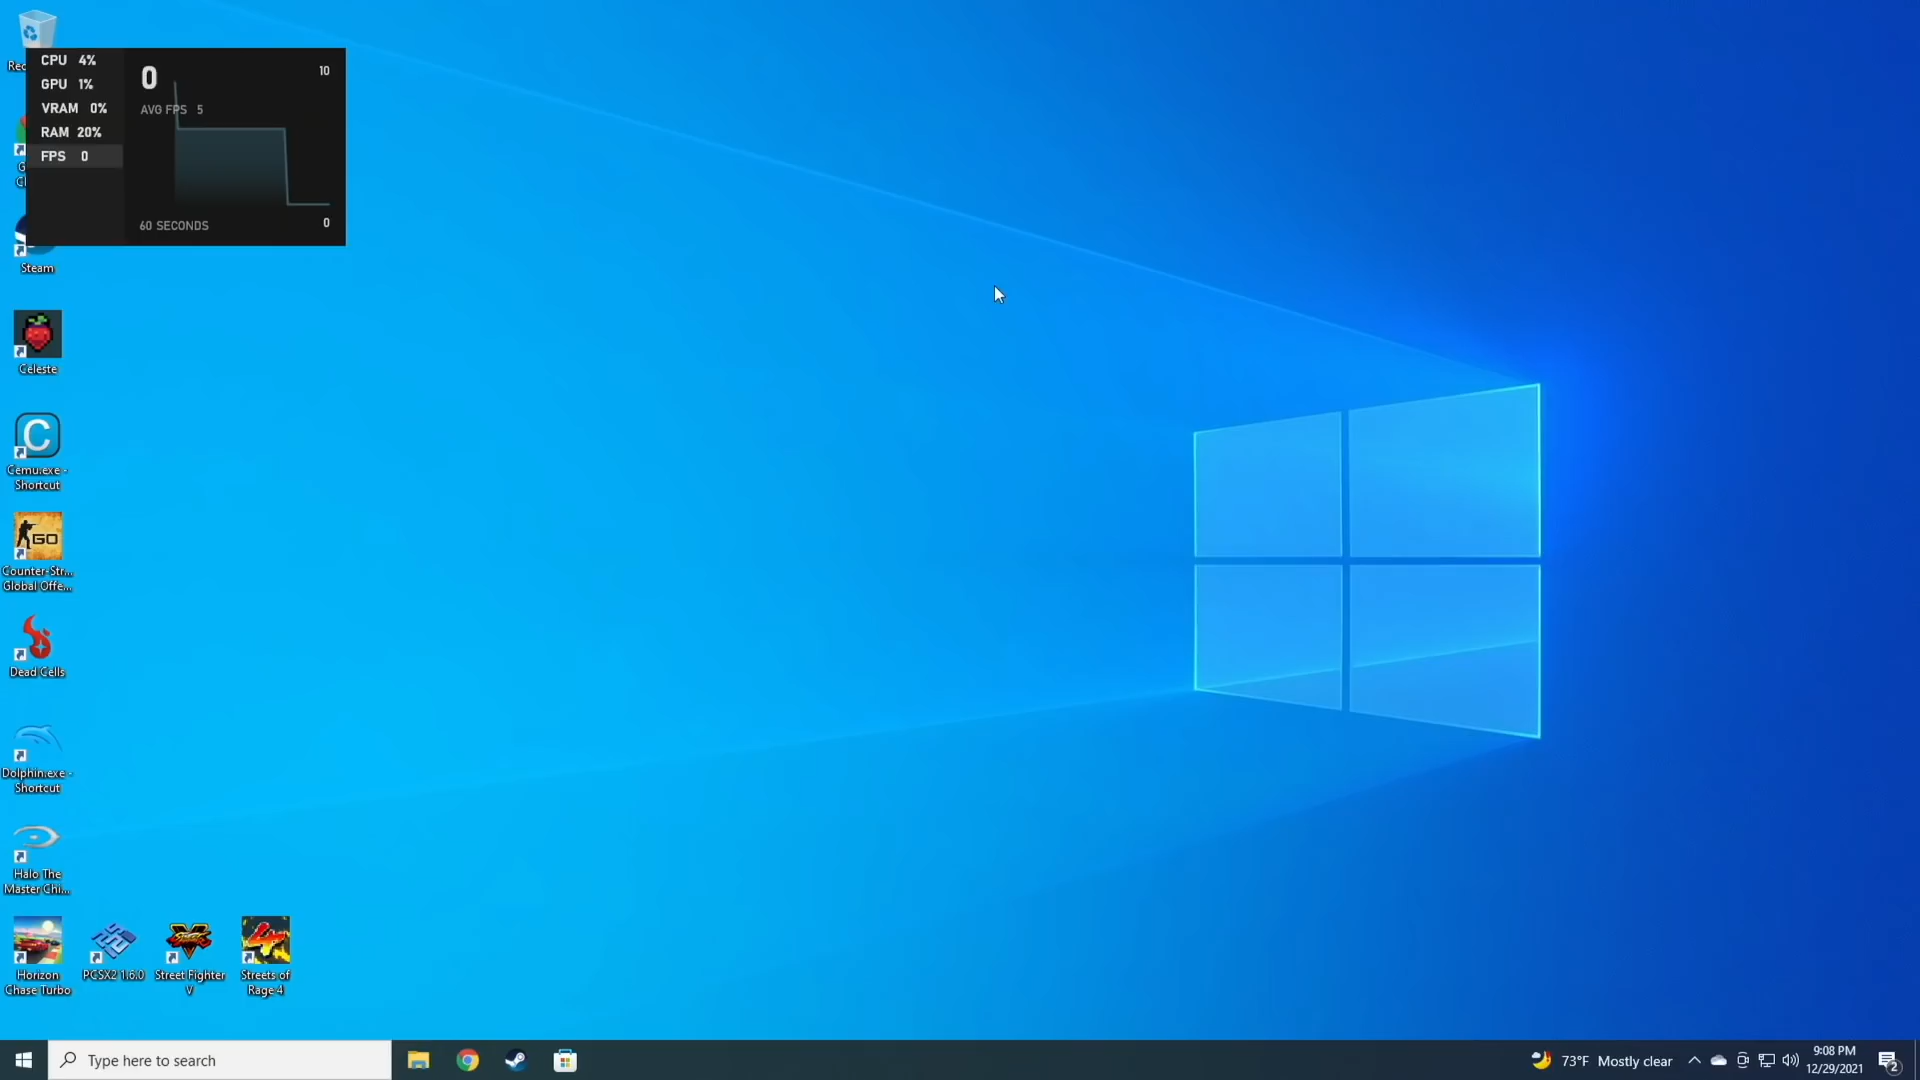 Rec
CPU 4%
GPU 1%
VRAM 0%
RAM 20%
FPS 0
0
10
AVG FPS 5
60 SECONDS
0
G
C
Steam
Celeste
Cemu.exe -
Shortcut
GO
Counter-Str...
Global Offe...
Dead Cells
Dolphin.exe -
Shortcut
Halo The
Master Chi...
Horizon
Chase Turbo
PCSX2 1.6.0
Street Fighter
V
Streets of
Rage 4
Type here to search
73°F Mostly clear
9:08 PM
12/29/2021
2